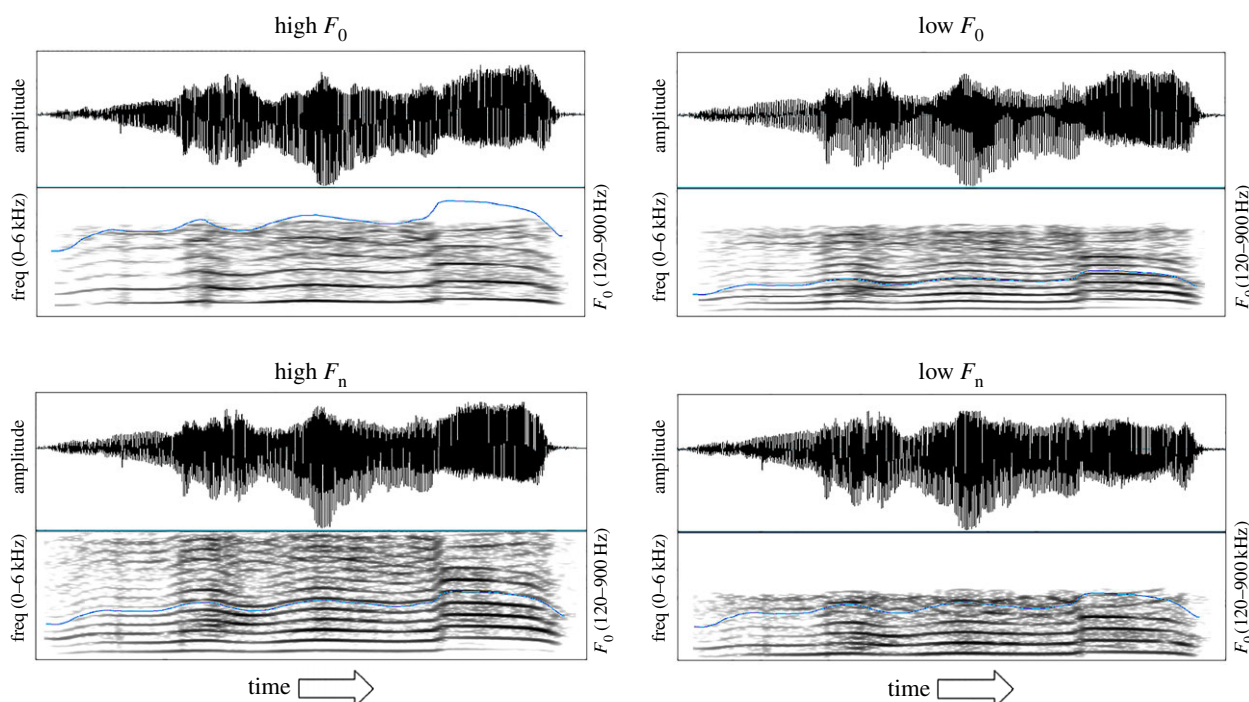 high F0
low F0
amplitude
freq (0–6 kHz)
F0 (120–900 Hz)
amplitude
freq (0–6 kHz)
F0 (120–900 Hz)
high Fn
low Fn
amplitude
freq (0–6 kHz)
F0 (120–900 Hz)
amplitude
freq (0–6 kHz)
F0 (120–900 kHz)
time
time